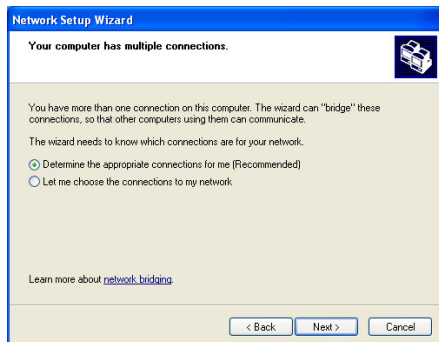 Network Setup Wizard
Your computer has multiple connections.
You have more than one connection on this computer. The wizard can "bridge" these
connections, so that other computers using them can communicate.
The wizard needs to know which connections are for your network.
Determine the appropriate connections for me (Recommended)
Let me choose the connections to my network
Learn more about network bridging.
< Back Next > Cancel